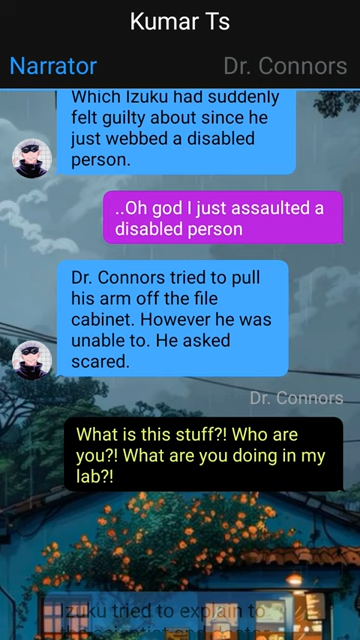 Kumar Ts
Narrator
Dr. Connors
Which Izuku had suddenly
felt guilty about since he
just webbed a disabled
person.
..Oh god I just assaulted a
disabled person
Dr. Connors tried to pull
his arm off the file
cabinet. However he was
unable to. He asked
scared.
Dr. Connors
What is this stuff?! Who are
you?! What are you doing in my
lab?!
Izuku tried to explain to